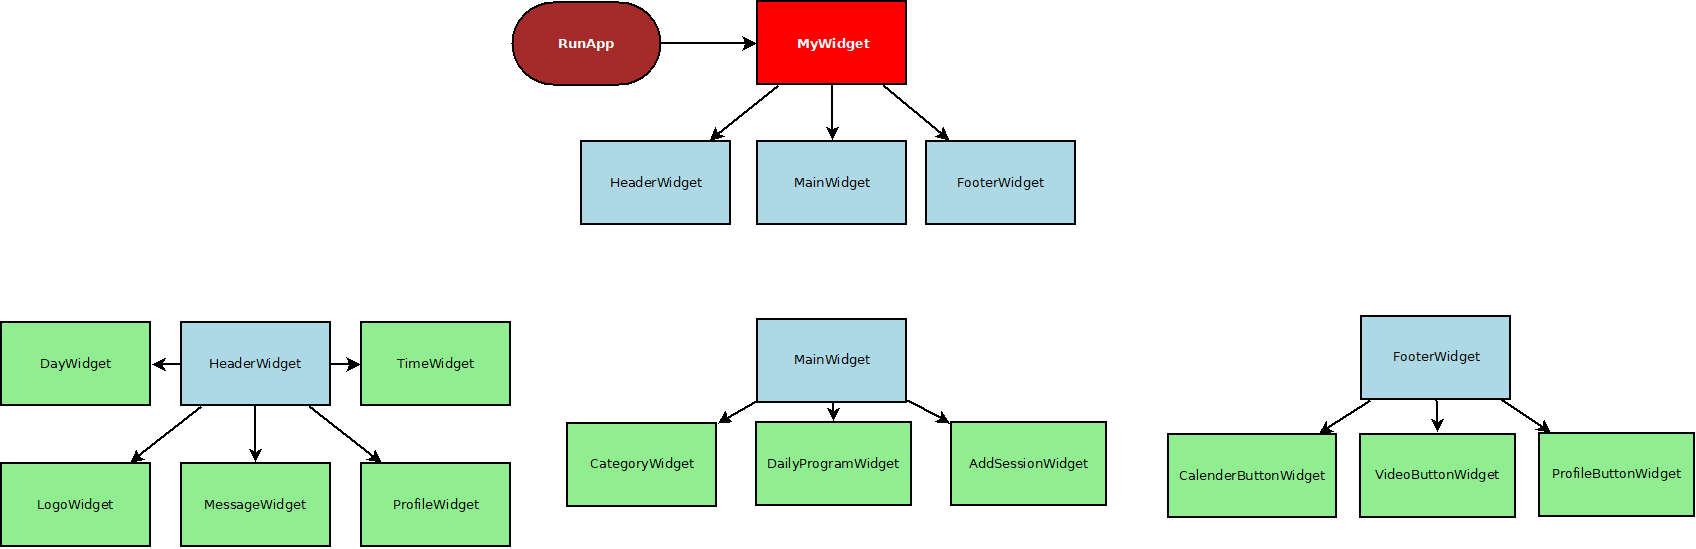 RunApp
MyWidget
HeaderWidget
MainWidget
FooterWidget
DayWidget
HeaderWidget
TimeWidget
LogoWidget
MessageWidget
ProfileWidget
MainWidget
CategoryWidget
DailyProgramWidget
AddSessionWidget
FooterWidget
CalenderButtonWidget
VideoButtonWidget
ProfileButtonWidget